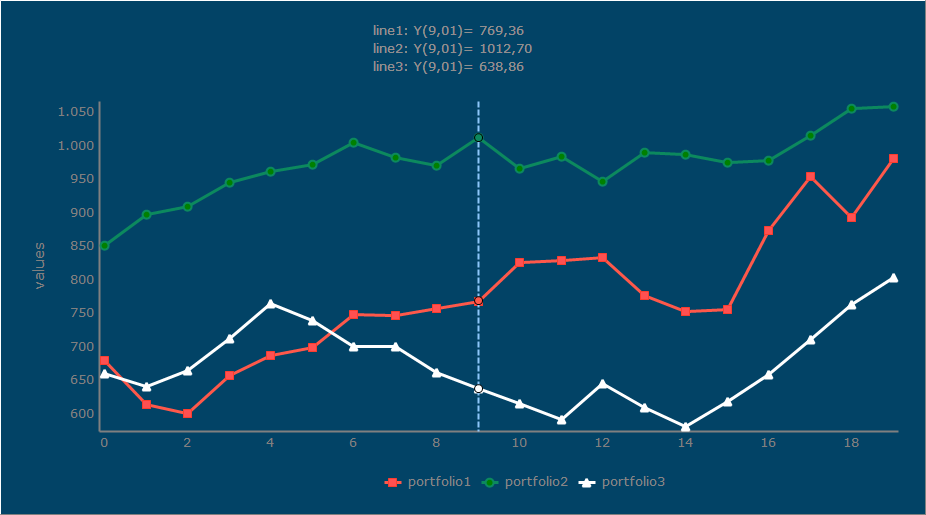 line1: Y(9,01)= 769,36
line2: Y(9,01)= 1012,70
line3: Y(9,01)= 638,86
values
1.050
1.000
950
900
850
800
750
700
650
600
0 2 4 6 8 10 12 14 16 18
portfolio1 portfolio2 portfolio3